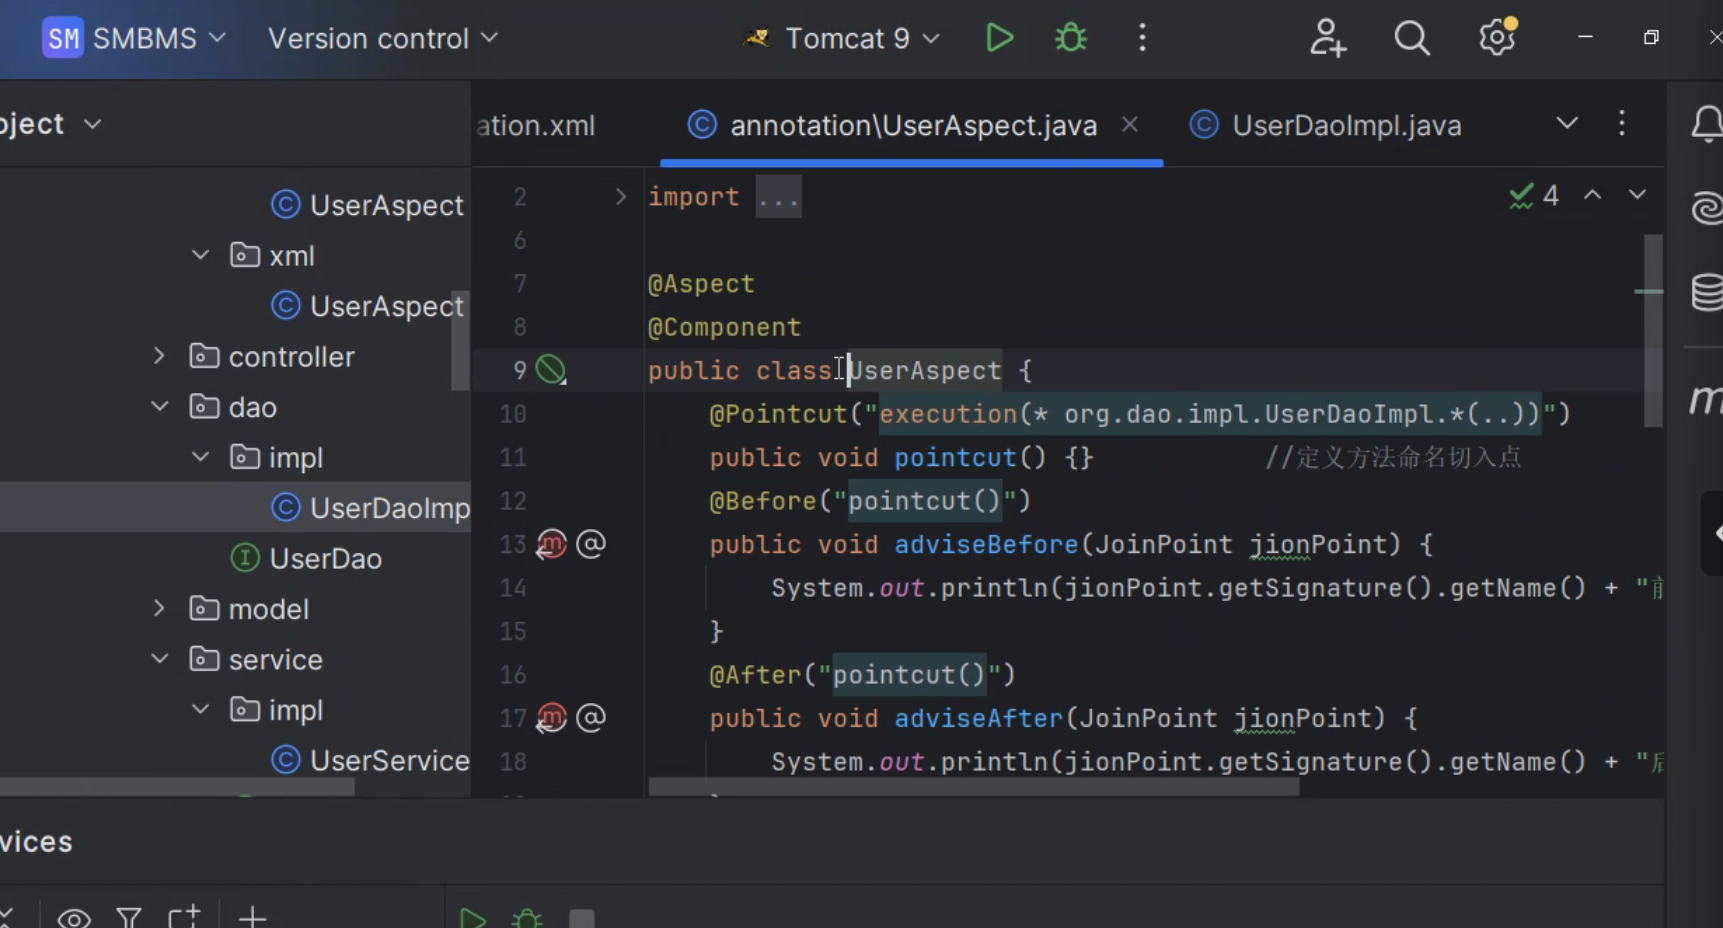 SM SMBMS Version control Tomcat 9
oject
ation.xml annotation\UserAspect.java UserDaoImpl.java
UserAspect
xml
UserAspect
controller
dao
impl
UserDaoImp
UserDao
model
service
impl
UserService
4
2 import ...
6
7 @Aspect
8 @Component
9 public class UserAspect {
10 @Pointcut("execution(* org.dao.impl.UserDaoImpl.*(..))")
11 public void pointcut() {} //定义方法命名切入点
12 @Before("pointcut()")
13 public void adviseBefore(JoinPoint jionPoint) {
14 System.out.println(jionPoint.getSignature().getName() + "前
15 }
16 @After("pointcut()")
17 public void adviseAfter(JoinPoint jionPoint) {
18 System.out.println(jionPoint.getSignature().getName() + "后
m
vices